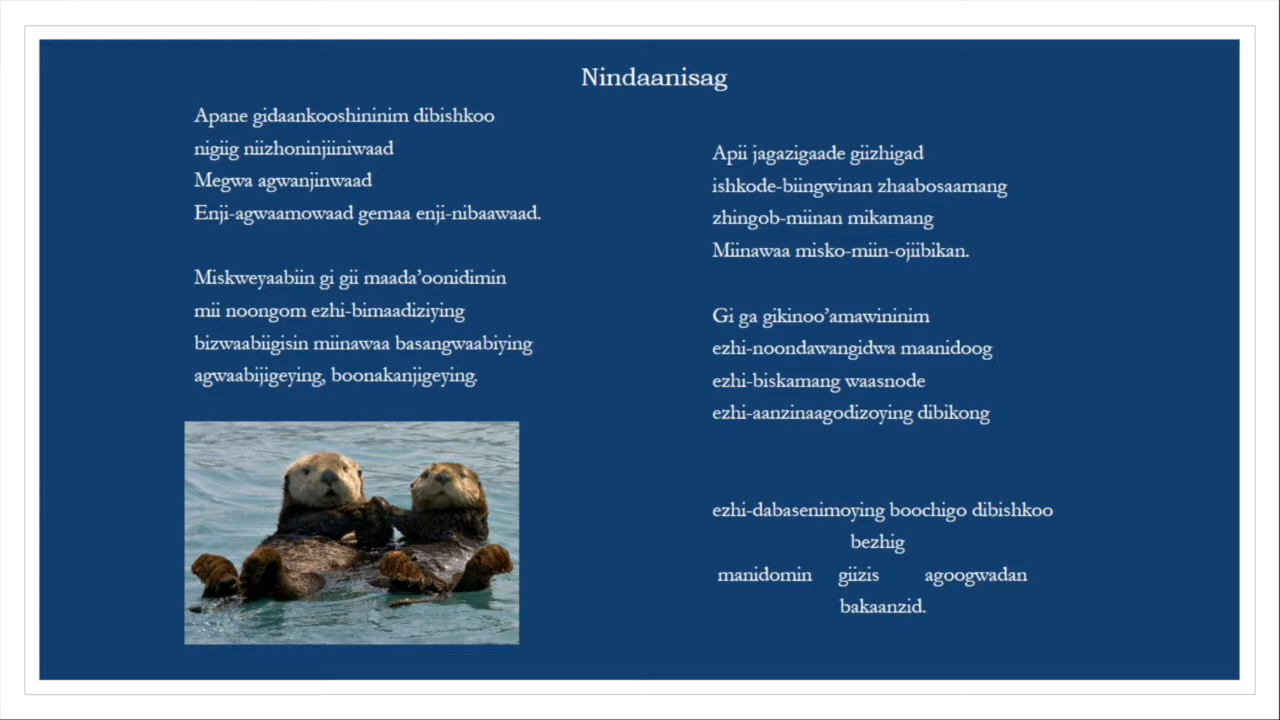 Nindaanisag
Apane gidaankooshininim dibishkoo
nigiig niizhoninjiiniwaad
Megwa agwanjinwaad
Enji-agwaamowaad gemaa enji-nibaawaad.
Miskweyaabiin gi gii maada’oonidimin
mii noongom ezhi-bimaadiziying
bizwaabiigisin miinawaa basangwaabiying
agwaabijigeying, boonakanjigeying.
Apii jagazigaade giizhigad
ishkode-biingwinan zhaabosaamang
zhingob-miinan mikamang
Miinawaa misko-miin-ojiibikan.
Gi ga gikinoo’amawininim
ezhi-noondawangidwa maanidoog
ezhi-biskamang waasnode
ezhi-aanzinaagodizoying dibikong
ezhi-dabasenimoying boochigo dibishkoo
bezhig
manidomin giizis agoogwadan
bakaanzid.